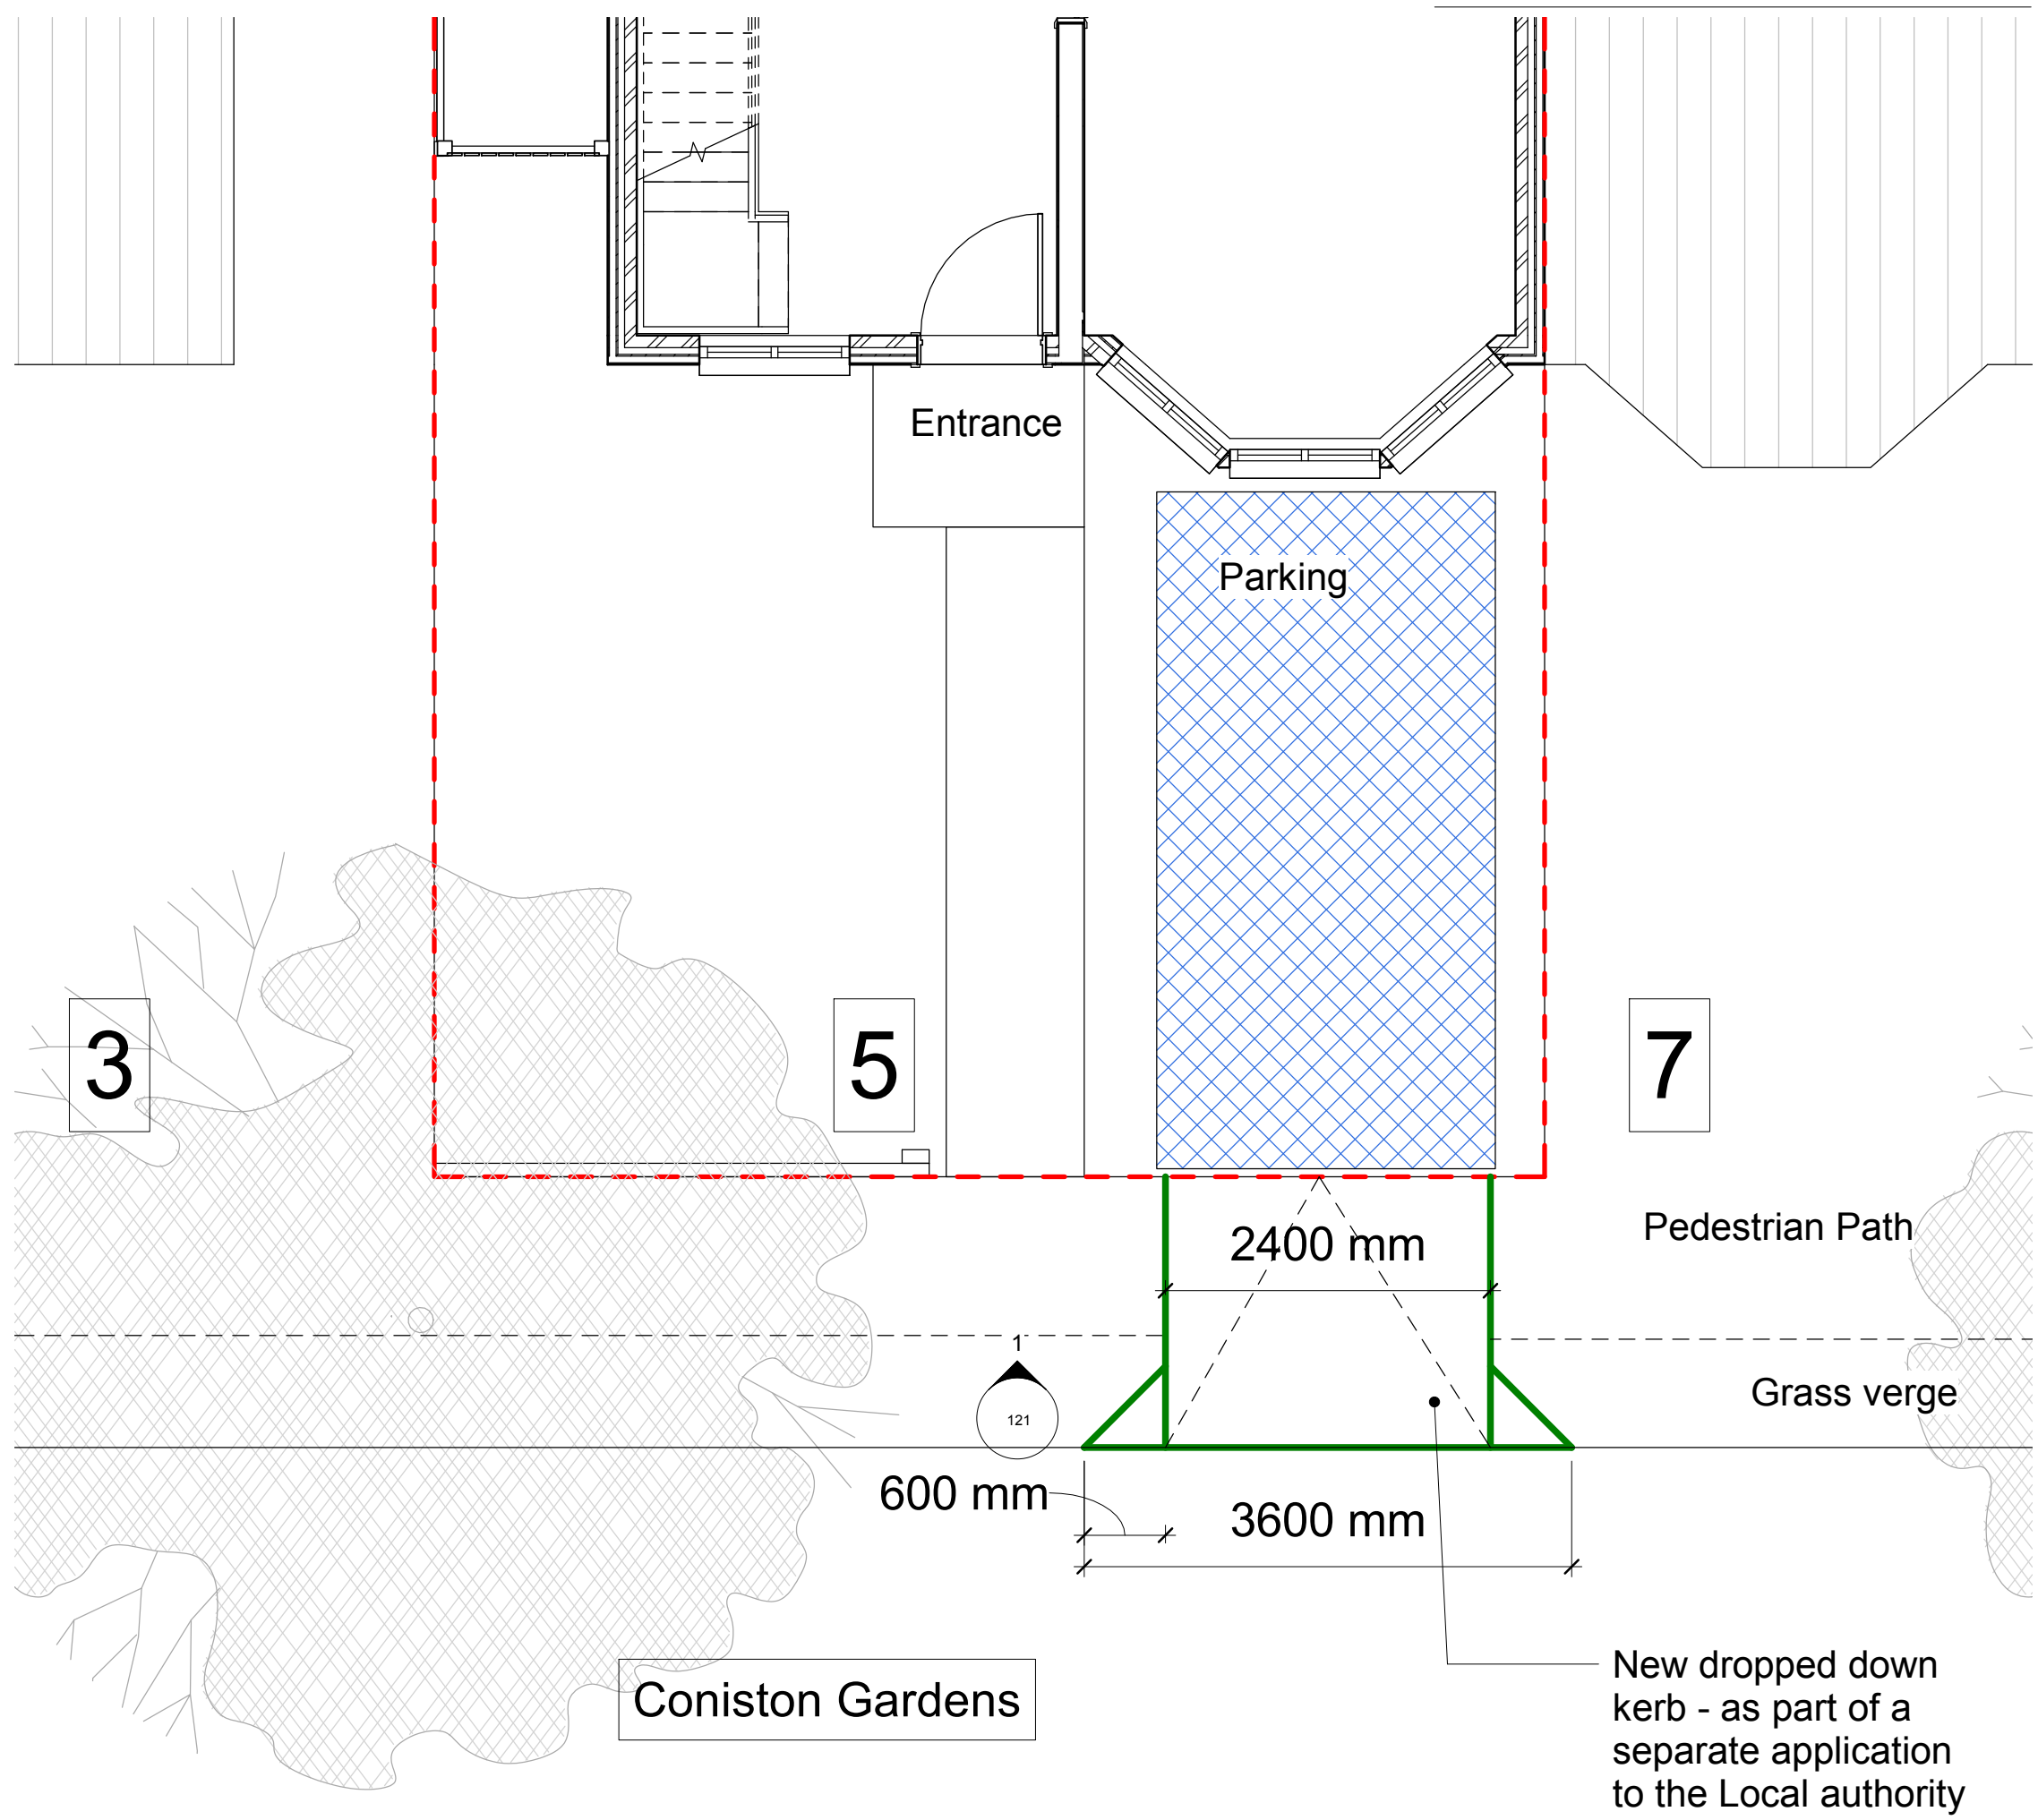 Entrance
Parking
3
5
7
Pedestrian Path
2400 mm
1
121
Grass verge
600 mm
3600 mm
Coniston Gardens
New dropped down
kerb - as part of a
separate application
to the Local authority